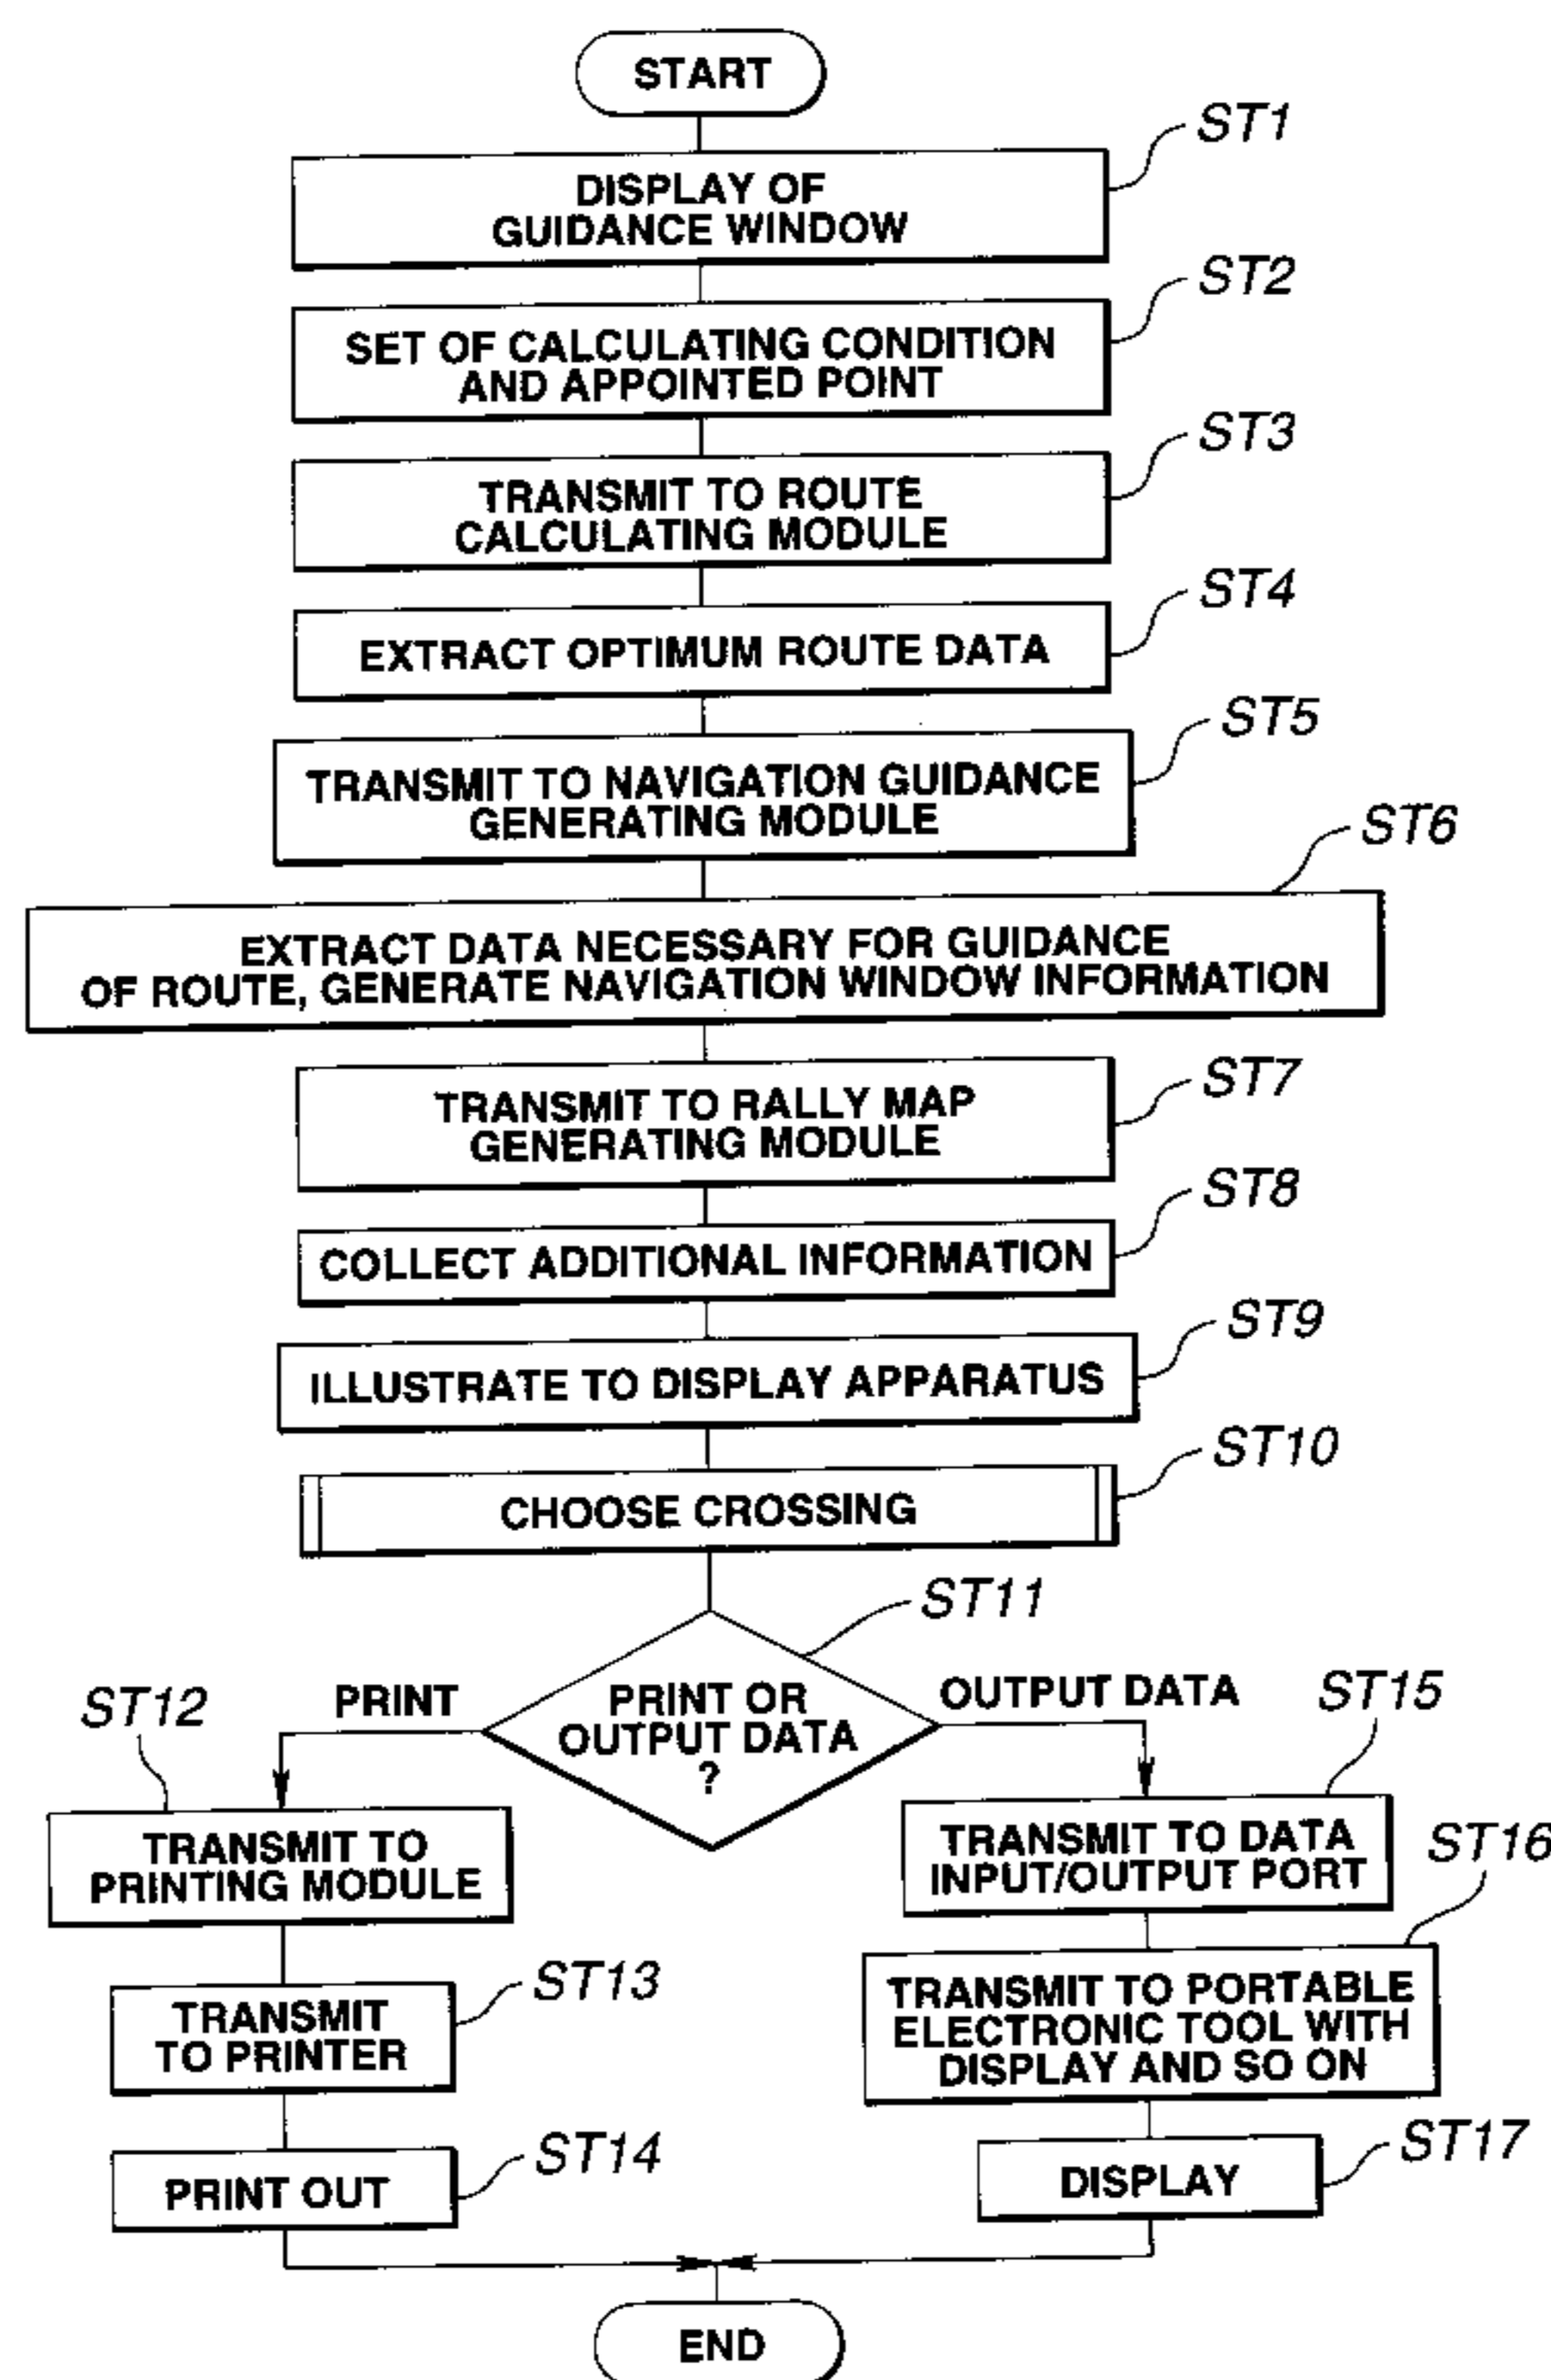 START
ST1
DISPLAY OF
GUIDANCE WINDOW
ST2
SET OF CALCULATING CONDITION
AND APPOINTED POINT
ST3
TRANSMIT TO ROUTE
CALCULATING MODULE
ST4
EXTRACT OPTIMUM ROUTE DATA
ST5
TRANSMIT TO NAVIGATION GUIDANCE
GENERATING MODULE
ST6
EXTRACT DATA NECESSARY FOR GUIDANCE
OF ROUTE, GENERATE NAVIGATION WINDOW INFORMATION
ST7
TRANSMIT TO RALLY MAP
GENERATING MODULE
ST8
COLLECT ADDITIONAL INFORMATION
ST9
ILLUSTRATE TO DISPLAY APPARATUS
ST10
CHOOSE CROSSING
ST11
PRINT OR
OUTPUT DATA
?
PRINT
ST12
TRANSMIT TO
PRINTING MODULE
ST13
TRANSMIT
TO PRINTER
ST14
PRINT OUT
OUTPUT DATA
ST15
TRANSMIT TO DATA
INPUT/OUTPUT PORT
ST16
TRANSMIT TO PORTABLE
ELECTRONIC TOOL WITH
DISPLAY AND SO ON
ST17
DISPLAY
END